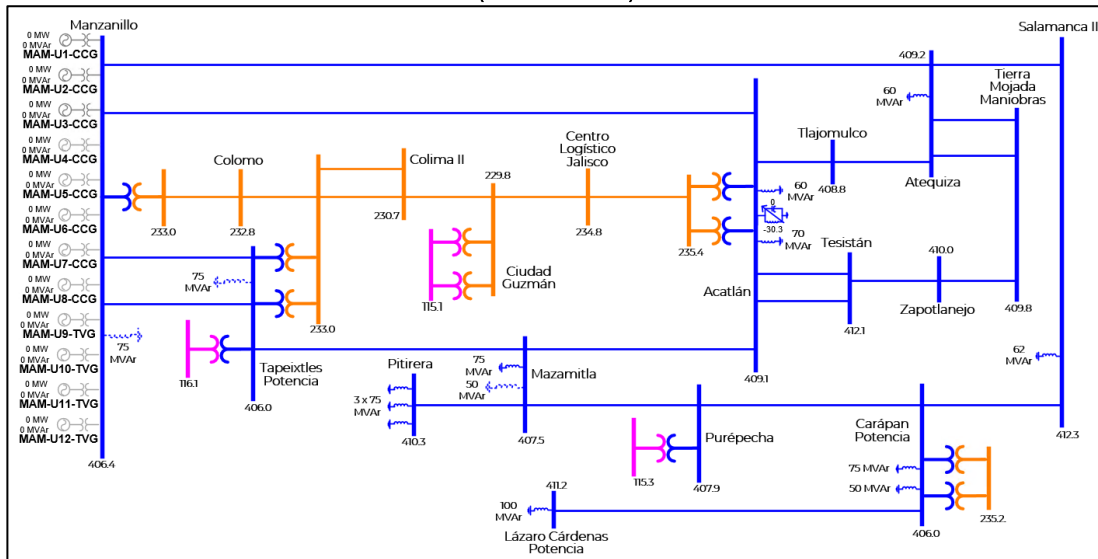 Manzanillo
0 MW
0 MVAr
MAM-U1-CCG
0 MW
0 MVAr
MAM-U2-CCG
0 MW
0 MVAr
MAM-U3-CCG
0 MW
0 MVAr
MAM-U4-CCG
0 MW
0 MVAr
MAM-U5-CCG
0 MW
0 MVAr
MAM-U6-CCG
0 MW
0 MVAr
MAM-U7-CCG
0 MW
0 MVAr
MAM-U8-CCG
0 MW
0 MVAr
MAM-U9-TVG
0 MW
0 MVAr
MAM-U10-TVG
0 MW
0 MVAr
MAM-U11-TVG
0 MW
0 MVAr
MAM-U12-TVG
406.4
75
MVAr
233.0
Colomo
232.8
75
MVAr
116.1
Tapeixtles
Potencia
406.0
233.0
Colima II
230.7
229.8
115.1
Ciudad
Guzmán
Centro
Logístico
Jalisco
234.8
235.4
60
MVAr
0
-30.3
70
MVAr
Acatlán
409.1
Tlajomulco
408.8
409.2
60
MVAr
Atequiza
Tierra
Mojada
Maniobras
409.8
Tesistán
412.1
410.0
Zapotlanejo
Salamanca II
62
MVAr
412.3
Pitirera
3 x 75
MVAr
410.3
75
MVAr
50
MVAr
Mazamitla
407.5
115.3
Purépecha
407.9
Carápan
Potencia
75 MVAr
50 MVAr
406.0
235.2
411.2
100
MVAr
Lázaro Cárdenas
Potencia